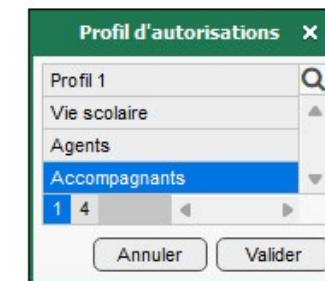 Profil d'autorisations
Profil 1
Vie scolaire
Agents
Accompagnants
1 4
Annuler Valider